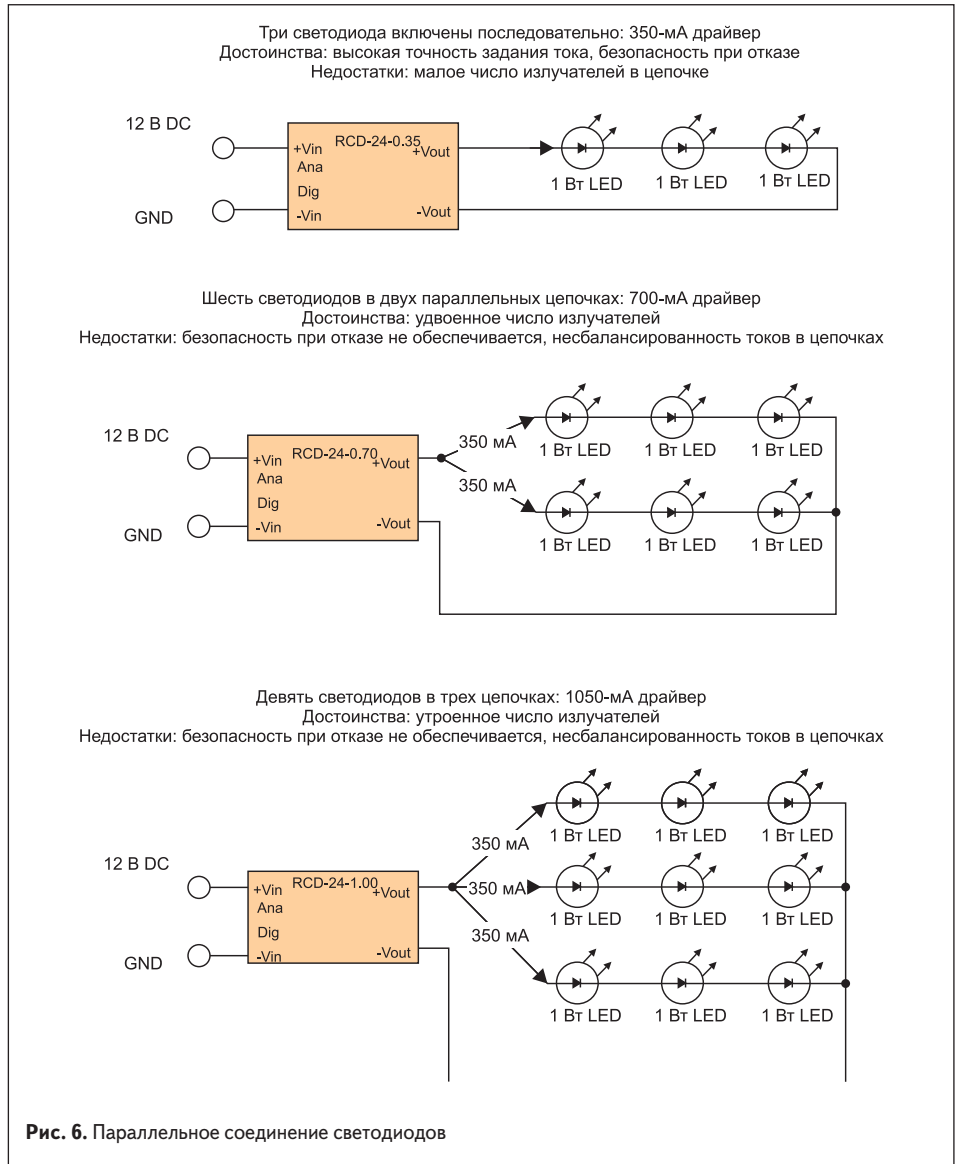 Три светодиода включены последовательно: 350-мА драйвер
Достоинства: высокая точность задания тока, безопасность при отказе
Недостатки: малое число излучателей в цепочке
12 В DC
+Vin
RCD-24-0.35
+Vout
Ana
Dig
-Vin
-Vout
GND
1 Вт LED
1 Вт LED
1 Вт LED
Шесть светодиодов в двух параллельных цепочках: 700-мА драйвер
Достоинства: удвоенное число излучателей
Недостатки: безопасность при отказе не обеспечивается, несбалансированность токов в цепочках
12 В DC
+Vin
RCD-24-0.70
+Vout
Ana
Dig
-Vin
-Vout
GND
350 мА
350 мА
1 Вт LED
1 Вт LED
1 Вт LED
1 Вт LED
1 Вт LED
1 Вт LED
Девять светодиодов в трех цепочках: 1050-мА драйвер
Достоинства: утроенное число излучателей
Недостатки: безопасность при отказе не обеспечивается, несбалансированность токов в цепочках
12 В DC
+Vin
RCD-24-1.00
+Vout
Ana
Dig
-Vin
-Vout
GND
350 мА
350 мА
350 мА
1 Вт LED
1 Вт LED
1 Вт LED
1 Вт LED
1 Вт LED
1 Вт LED
1 Вт LED
1 Вт LED
1 Вт LED
Рис. 6. Параллельное соединение светодиодов